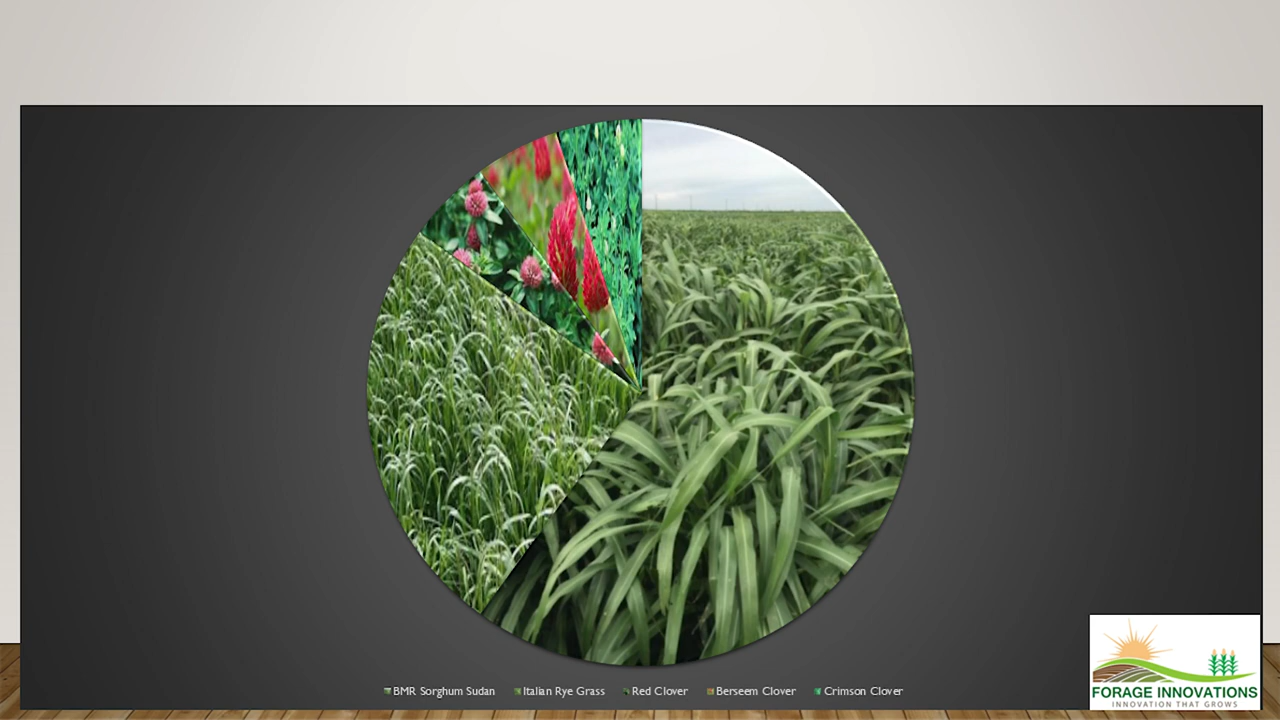 BMR Sorghum Sudan Italian Rye Grass Red Clover Berseem Clover Crimson Clover
FORAGE INNOVATIONS
INNOVATION THAT GROWS